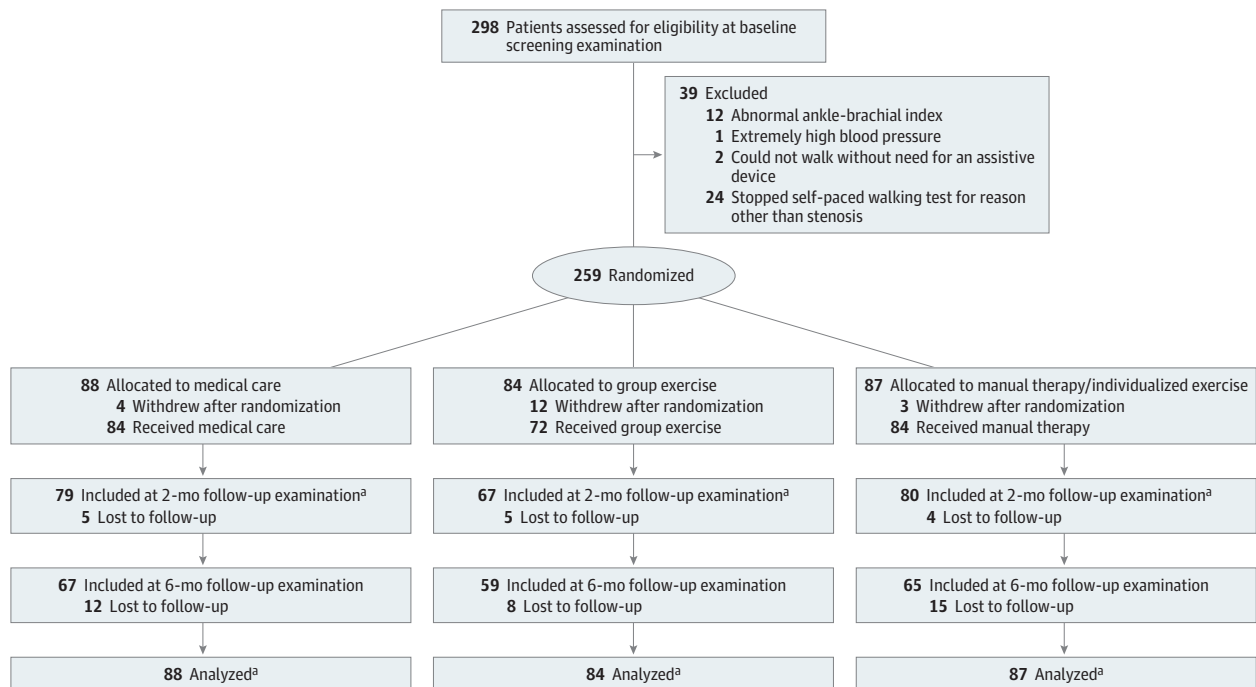 298 Patients assessed for eligibility at baseline
screening examination
39 Excluded
12 Abnormal ankle-brachial index
1 Extremely high blood pressure
2 Could not walk without need for an assistive
device
24 Stopped self-paced walking test for reason
other than stenosis
259 Randomized
88 Allocated to medical care
4 Withdrew after randomization
84 Received medical care
84 Allocated to group exercise
12 Withdrew after randomization
72 Received group exercise
87 Allocated to manual therapy/individualized exercise
3 Withdrew after randomization
84 Received manual therapy
79 Included at 2-mo follow-up examinationa
5 Lost to follow-up
67 Included at 2-mo follow-up examinationa
5 Lost to follow-up
80 Included at 2-mo follow-up examinationa
4 Lost to follow-up
67 Included at 6-mo follow-up examination
12 Lost to follow-up
59 Included at 6-mo follow-up examination
8 Lost to follow-up
65 Included at 6-mo follow-up examination
15 Lost to follow-up
88 Analyzeda
84 Analyzeda
87 Analyzeda